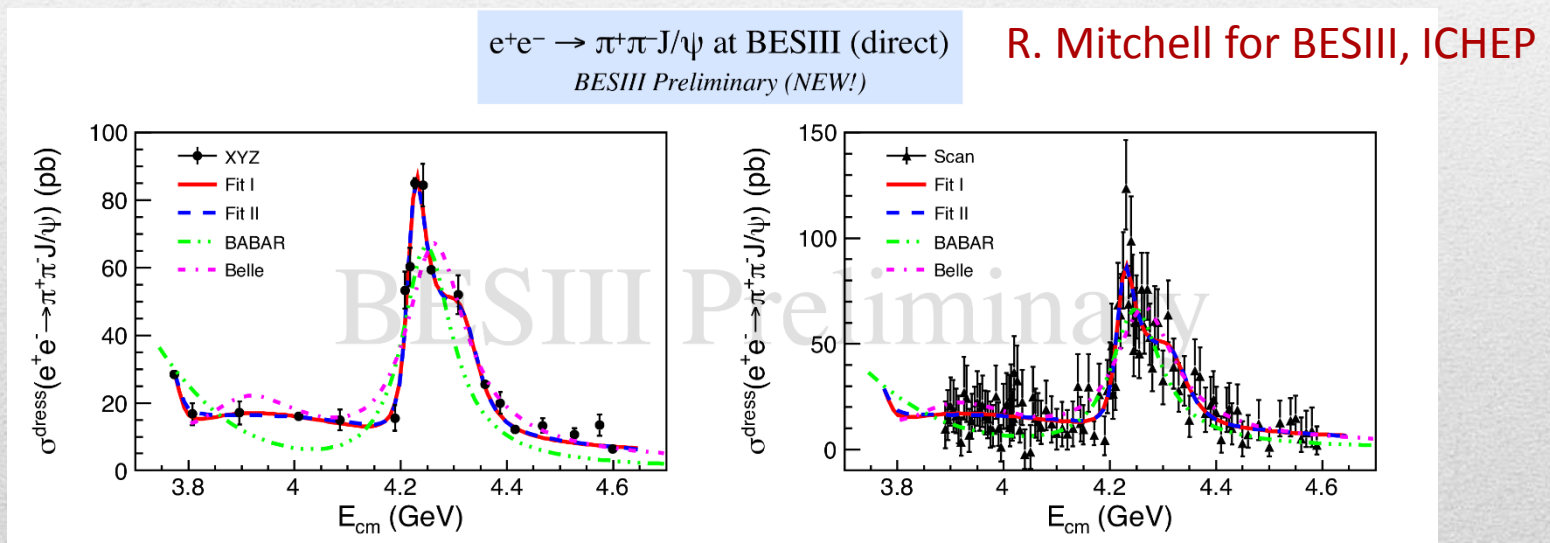 e⁺e⁻ → π⁺π⁻J/ψ at BESIII (direct)
BESIII Preliminary (NEW!)
R. Mitchell for BESIII, ICHEP
σ^dress(e⁺e⁻→π⁺π⁻J/ψ) (pb)
100
80
60
40
20
0
XYZ
Fit I
Fit II
BABAR
Belle
3.8
4
4.2
4.4
4.6
E_cm (GeV)
σ^dress(e⁺e⁻→π⁺π⁻J/ψ) (pb)
150
100
50
0
Scan
Fit I
Fit II
BABAR
Belle
3.8
4
4.2
4.4
4.6
E_cm (GeV)
BESIII Preliminary